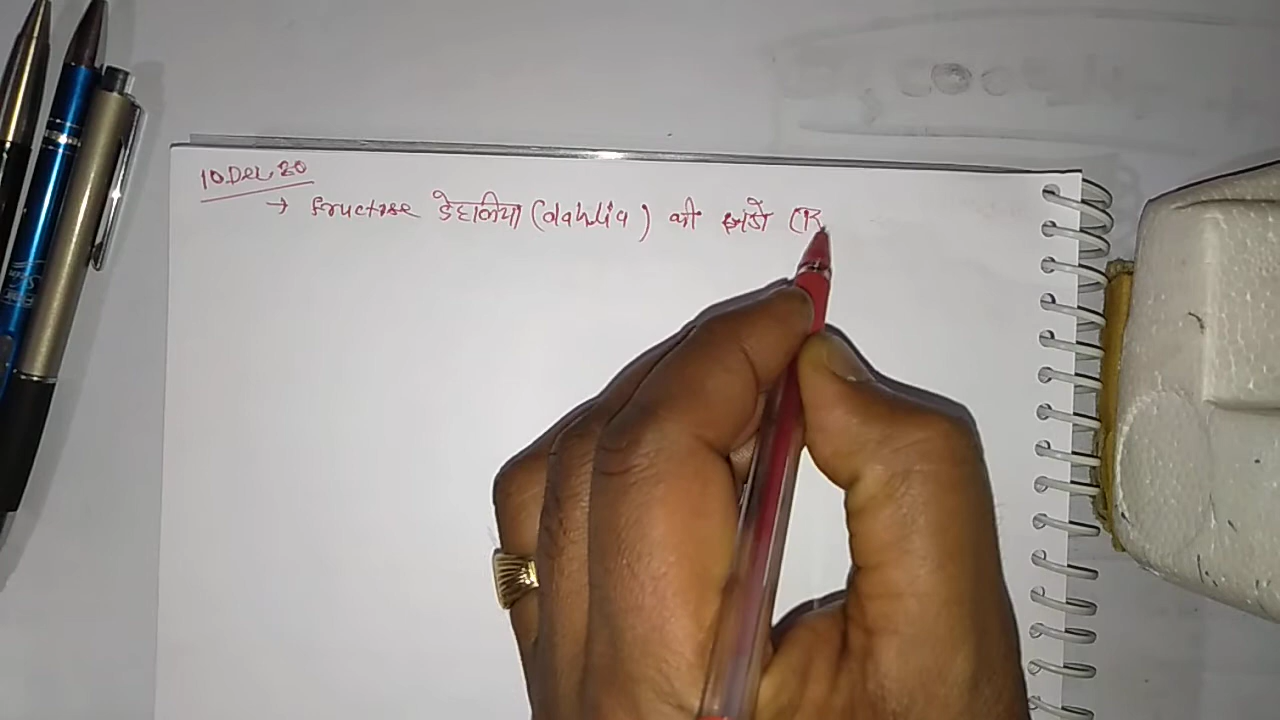 10 Dec, 20
→ fructose डेहलिया (dahlia) की जड़ो (R